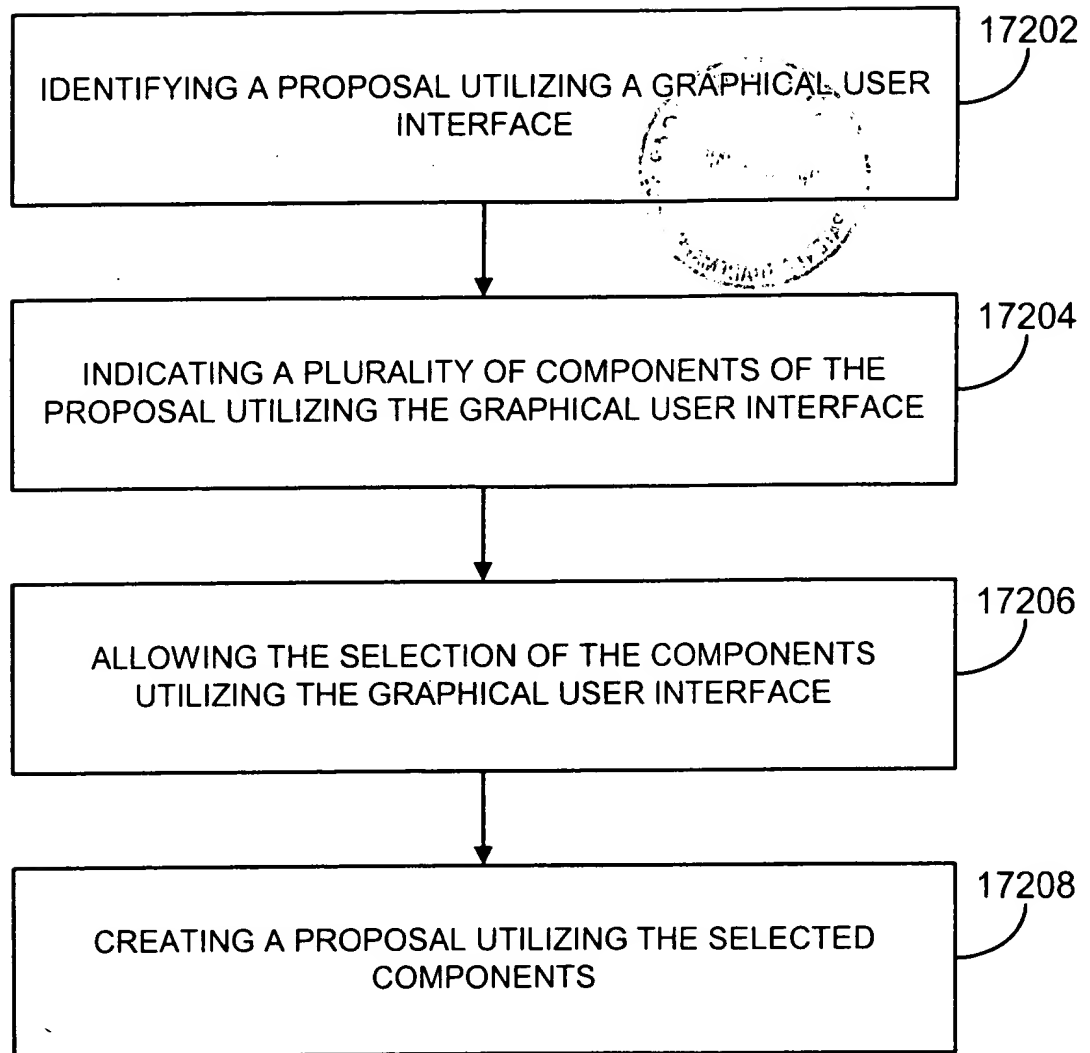 17202
IDENTIFYING A PROPOSAL UTILIZING A GRAPHICAL USER
INTERFACE
17204
INDICATING A PLURALITY OF COMPONENTS OF THE
PROPOSAL UTILIZING THE GRAPHICAL USER INTERFACE
17206
ALLOWING THE SELECTION OF THE COMPONENTS
UTILIZING THE GRAPHICAL USER INTERFACE
17208
CREATING A PROPOSAL UTILIZING THE SELECTED
COMPONENTS